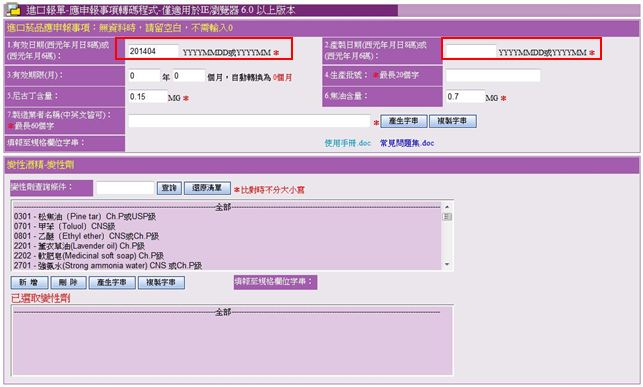 進口報單-應申報事項轉碼程式-僅適用於IE瀏覽器 6.0 以上版本
進口菸品應申報事項：無資料時，請留空白，不需輸入0
1.有效日期(西元年月日8碼)或(西元年月6碼)：
201404 YYYYMMDD或YYYYMM *
2.產製日期(西元年月日8碼)或(西元年月6碼)：
YYYYMMDD或YYYYMM *
3.有效期限(月)：
0 年 0 個月，自動轉換為 0個月
4.生產批號： *最長20個字
5.尼古丁含量：
0.15 MG *
6.焦油含量：
0.7 MG *
7.製造業者名稱(中英文皆可)：
*最長60個字
* 產生字串 複製字串
填報至規格欄位字串：
使用手冊.doc 常見問題集.doc
變性酒精-變性劑
變性劑查詢條件：
查詢 還原清單 *比對時不分大小寫
全部
0301 - 松焦油（Pine tar）Ch.P或USP級
0701 - 甲苯（Toluol）CNS級
0801 - 乙醚（Ethyl ether）CNS或Ch.P級
2201 - 薰衣草油(Lavender oil) Ch.P級
2202 - 軟肥皂(Medicinal soft soap) Ch.P級
2701 - 強氨水(Strong ammonia water) CNS 或Ch.P級
新 增 刪 除 產生字串 複製字串 填報至規格欄位字串：
已選取變性劑
全部